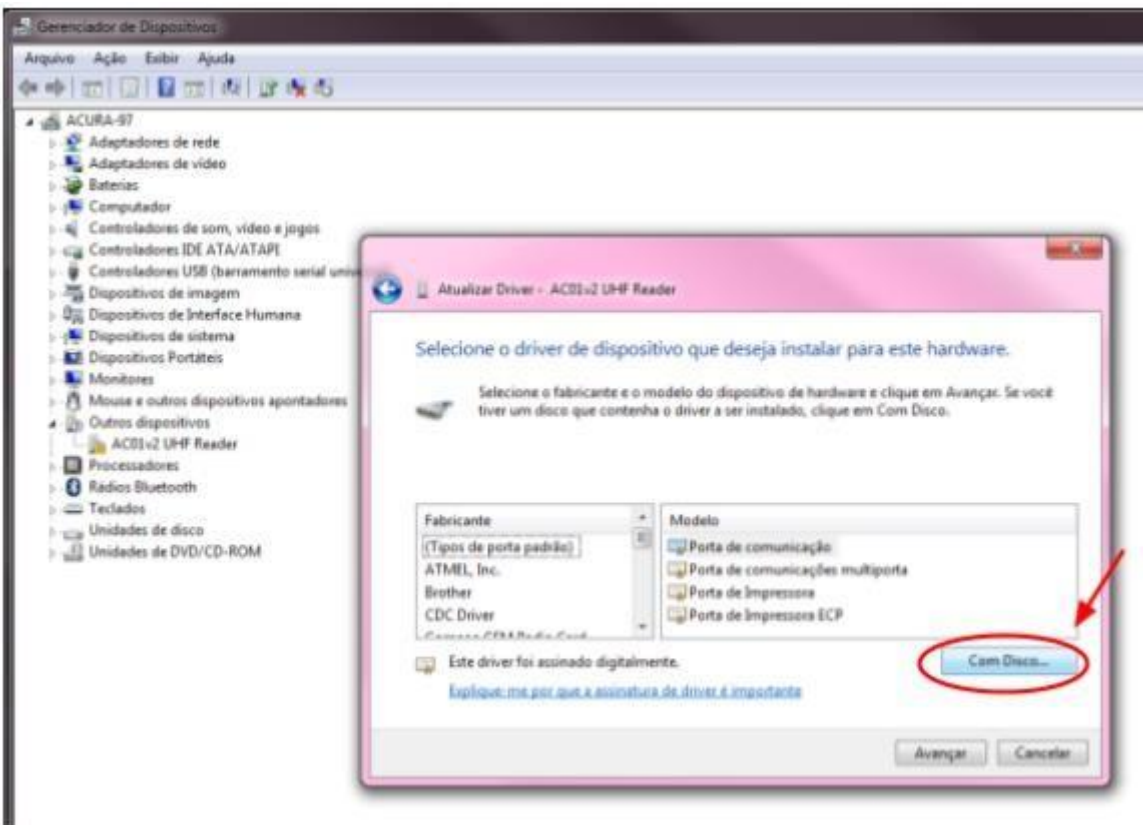 Gerenciador de Dispositivos
Arquivo Ação Exibir Ajuda
ACURA-97
Adaptadores de rede
Adaptadores de vídeo
Baterias
Computador
Controladores de som, vídeo e jogos
Controladores IDE ATA/ATAPI
Controladores USB (barramento serial unive
Dispositivos de imagem
Dispositivos de Interface Humana
Dispositivos de sistema
Dispositivos Portáteis
Monitores
Mouse e outros dispositivos apontadores
Outros dispositivos
AC01v2 UHF Reader
Processadores
Rádios Bluetooth
Teclados
Unidades de disco
Unidades de DVD/CD-ROM
Atualizar Driver - AC01v2 UHF Reader
Selecione o driver de dispositivo que deseja instalar para este hardware.
Selecione o fabricante e o modelo do dispositivo de hardware e clique em Avançar. Se você
tiver um disco que contenha o driver a ser instalado, clique em Com Disco.
Fabricante
(Tipos de porta padrão)
ATMEL, Inc.
Brother
CDC Driver
Modelo
Porta de comunicação
Porta de comunicações multiporta
Porta de Impressora
Porta de Impressora ECP
Este driver foi assinado digitalmente.
Com Disco...
Explique-me por que a assinatura de driver é importante
Avançar Cancelar